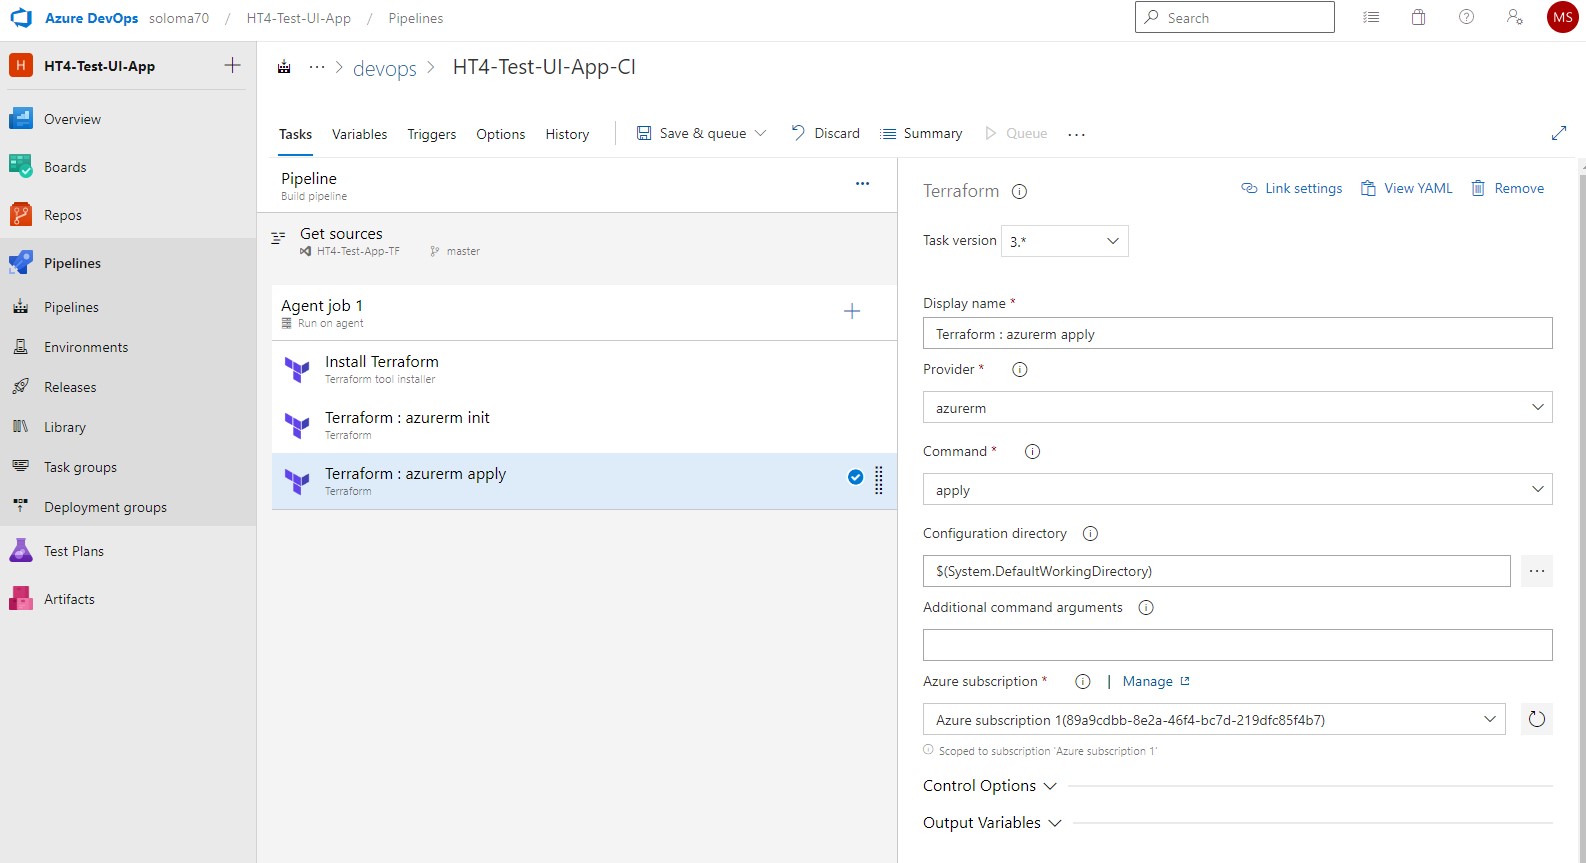 Azure DevOps soloma70 / HT4-Test-UI-App / Pipelines
Search
MS
H HT4-Test-UI-App
Overview
Boards
Repos
Pipelines
Pipelines
Environments
Releases
Library
Task groups
Deployment groups
Test Plans
Artifacts
··· > devops > HT4-Test-UI-App-CI
Tasks Variables Triggers Options History Save & queue Discard Summary Queue ...
Pipeline
Build pipeline
Get sources
HT4-Test-App-TF master
Agent job 1
Run on agent
Install Terraform
Terraform tool installer
Terraform : azurerm init
Terraform
Terraform : azurerm apply
Terraform
Terraform Link settings View YAML Remove
Task version 3.*
Display name *
Terraform : azurerm apply
Provider *
azurerm
Command *
apply
Configuration directory
$(System.DefaultWorkingDirectory)
Additional command arguments
Azure subscription * | Manage
Azure subscription 1(89a9cdbb-8e2a-46f4-bc7d-219dfc85f4b7)
Scoped to subscription 'Azure subscription 1'
Control Options
Output Variables